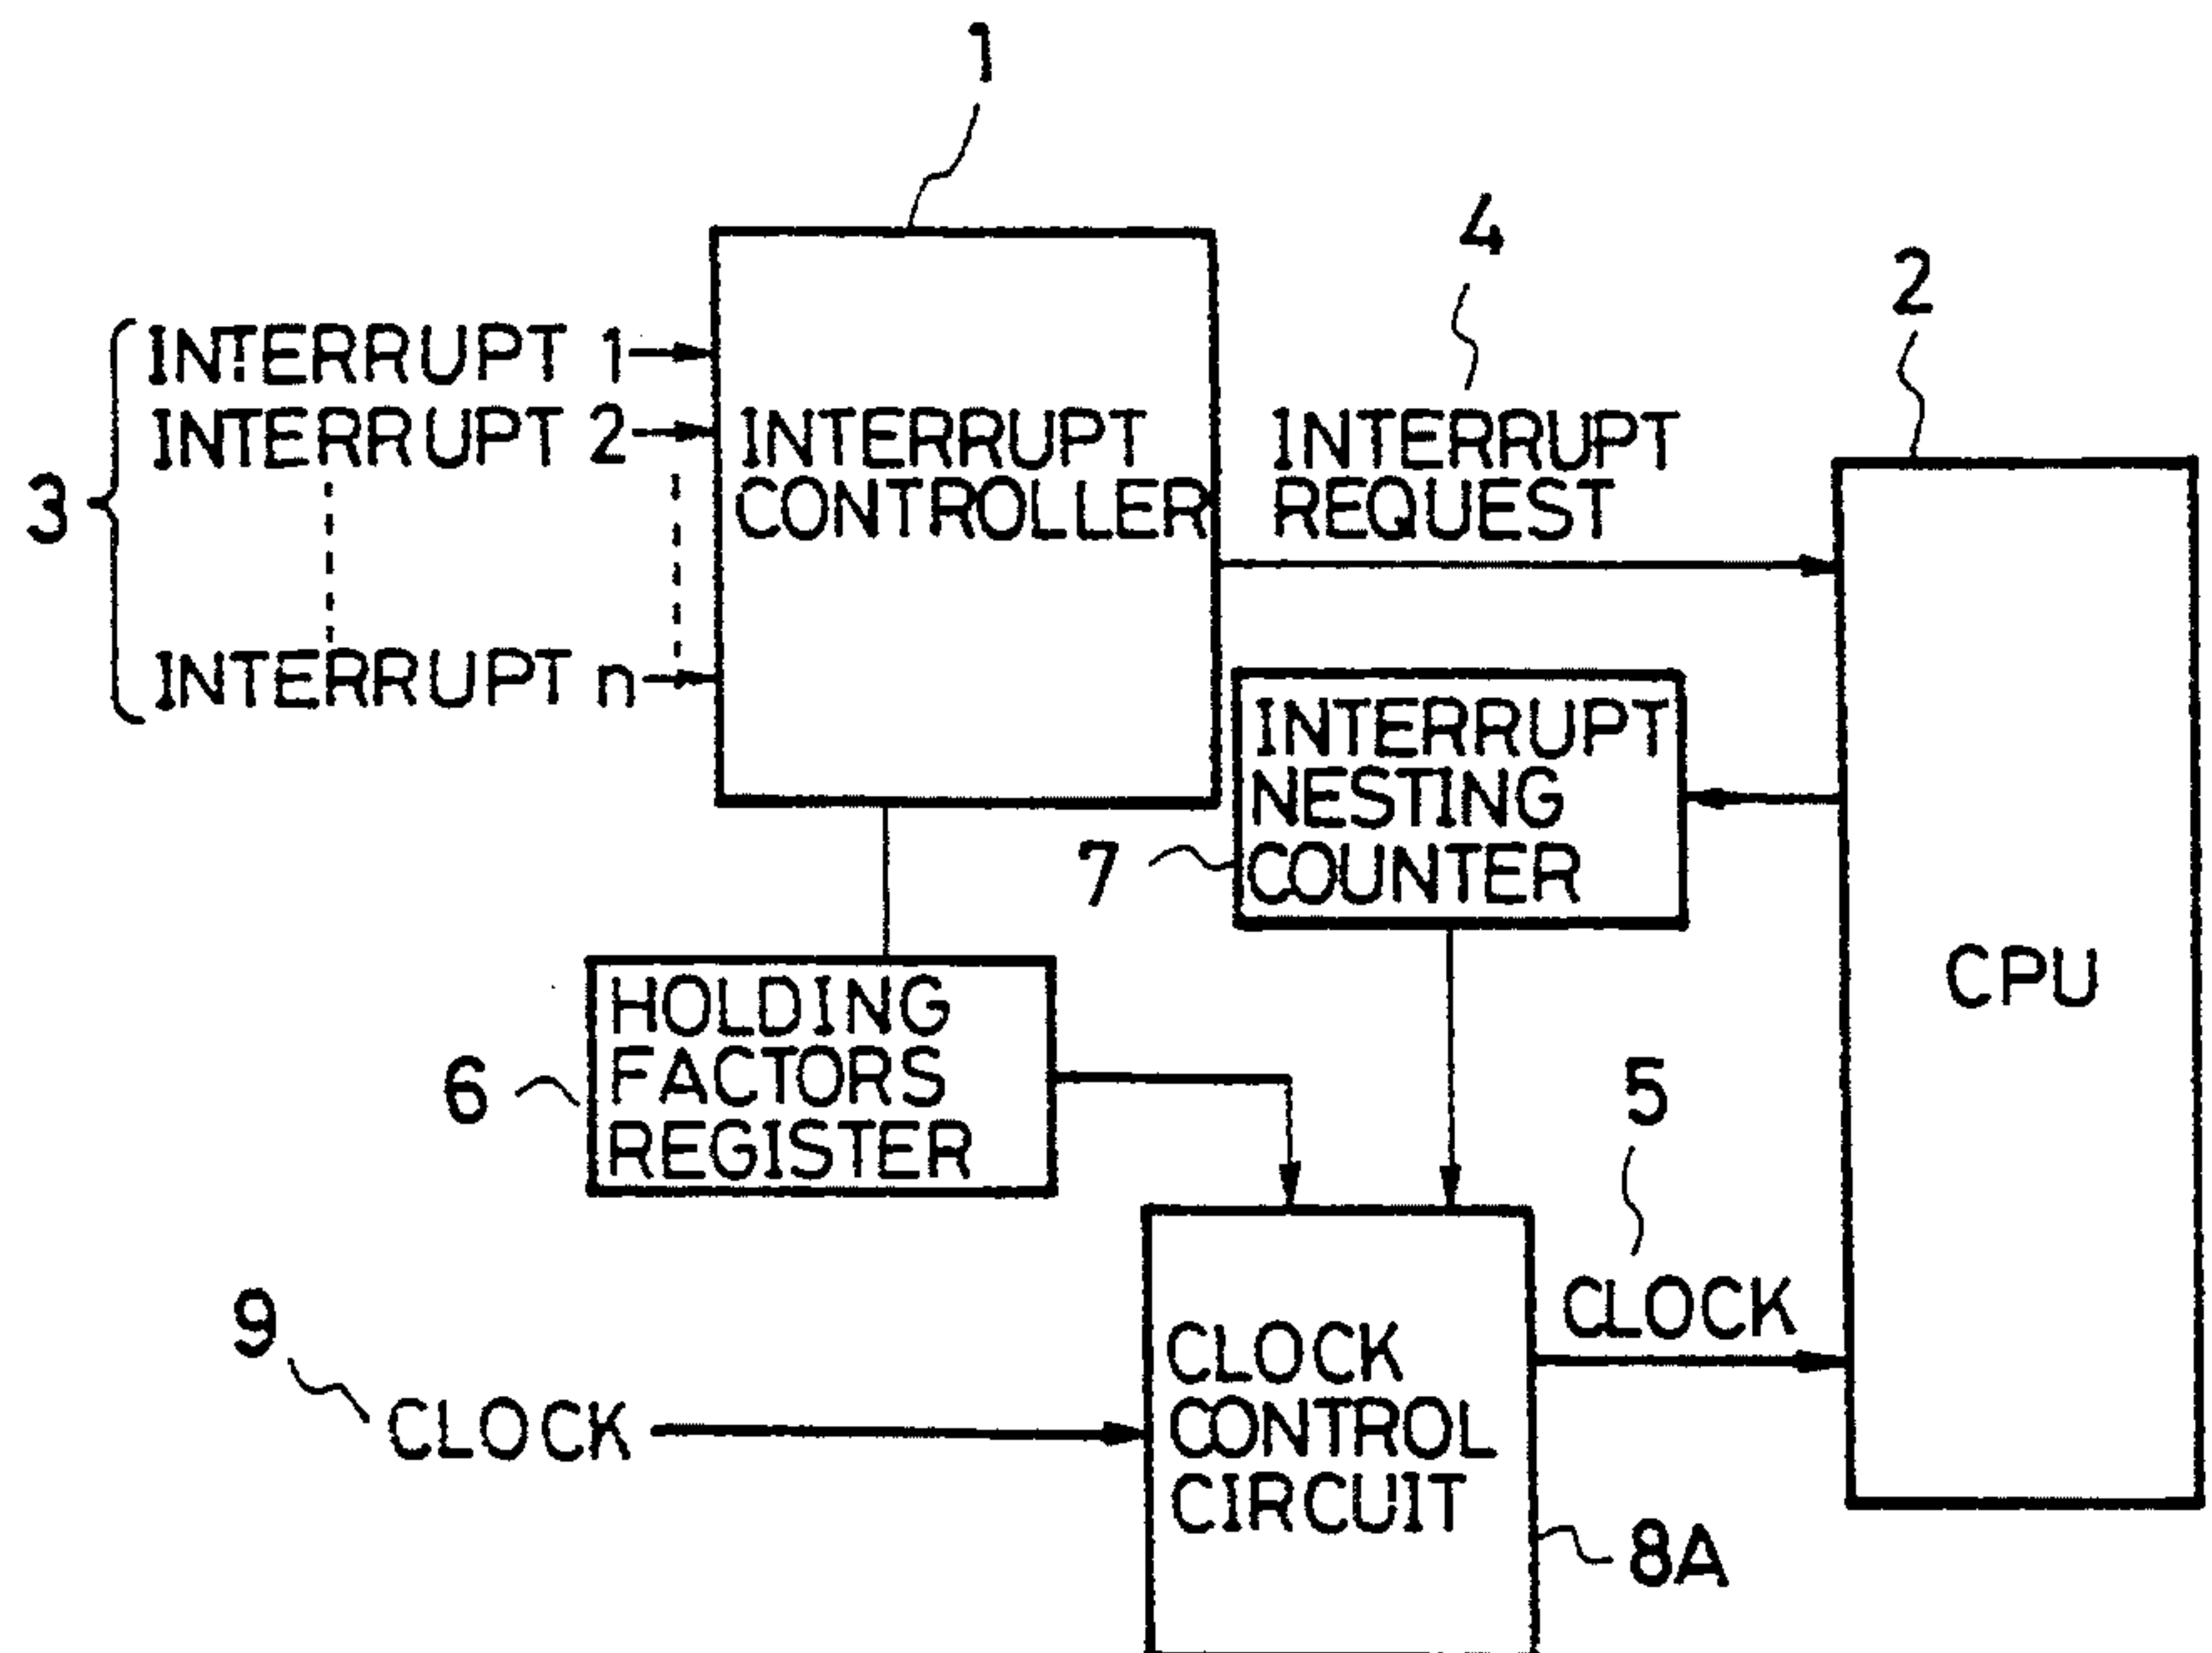 1
4
2
3
INTERRUPT 1
INTERRUPT 2
INTERRUPT n
INTERRUPT
CONTROLLER
INTERRUPT
REQUEST
7
INTERRUPT
NESTING
COUNTER
CPU
6
HOLDING
FACTORS
REGISTER
5
CLOCK
9
CLOCK
CLOCK
CONTROL
CIRCUIT
8A